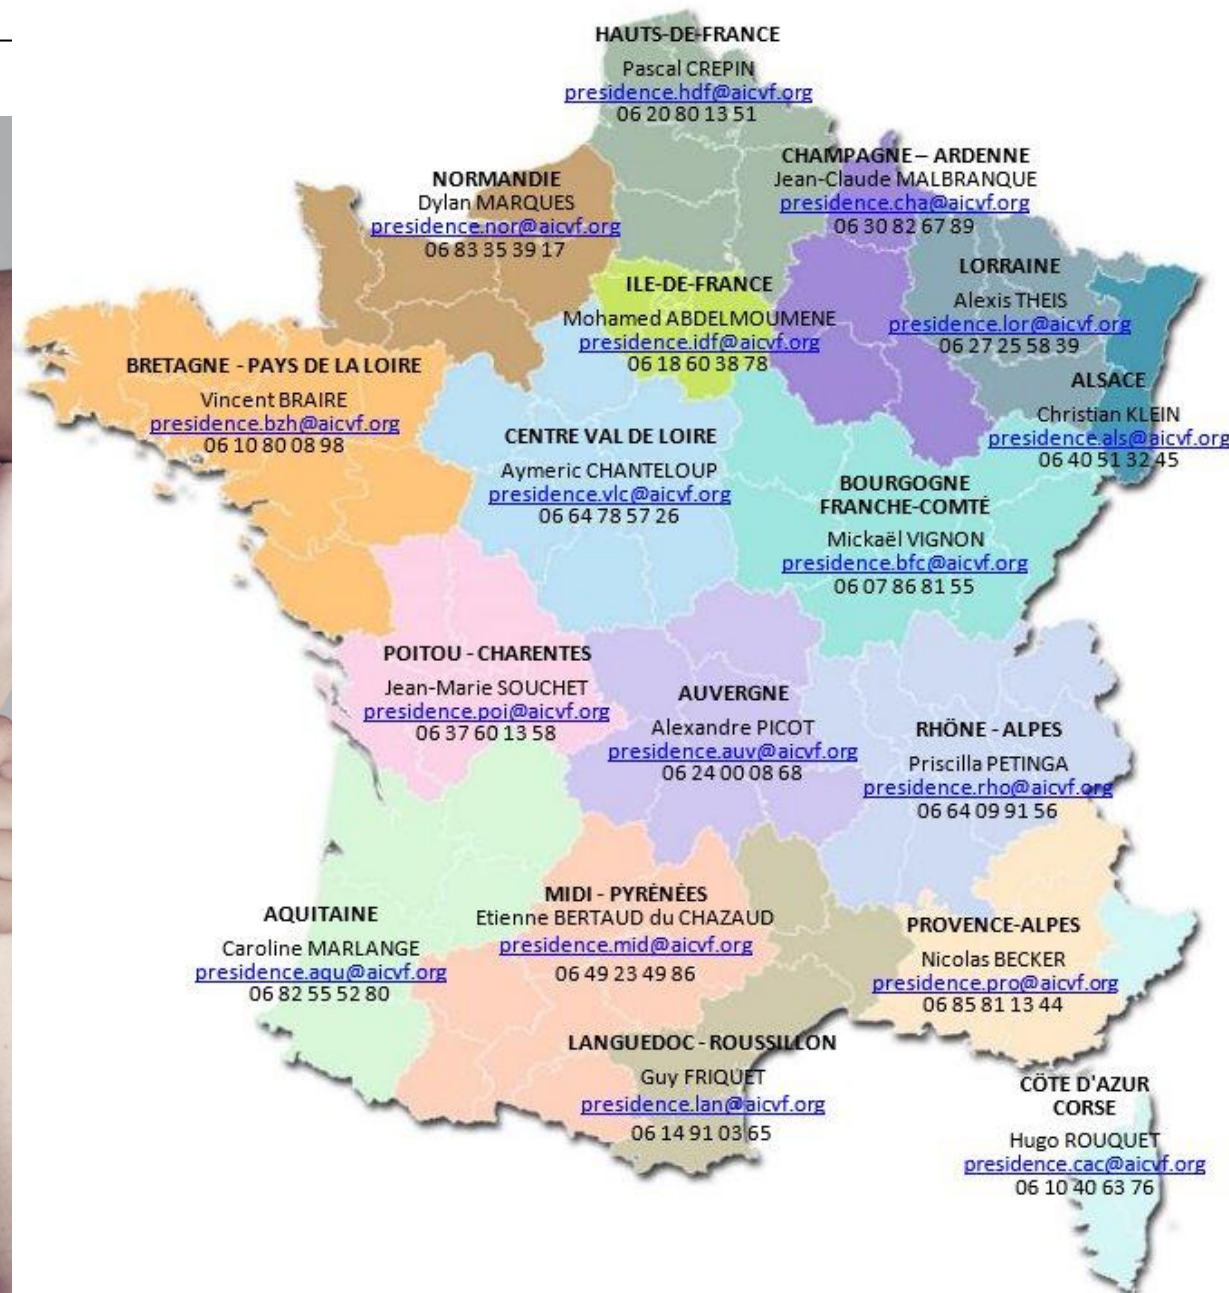 HAUTS-DE-FRANCE
Pascal CREPIN
presidence.hdf@aicvf.org
06 20 80 13 51
CHAMPAGNE – ARDENNE
Jean-Claude MALBRANQUE
presidence.cha@aicvf.org
06 30 82 67 89
NORMANDIE
Dylan MARQUES
presidence.nor@aicvf.org
06 83 35 39 17
LORRAINE
Alexis THEIS
presidence.lor@aicvf.org
06 27 25 58 39
ILE-DE-FRANCE
Mohamed ABDELMOUMENE
presidence.idf@aicvf.org
06 18 60 38 78
BRETAGNE - PAYS DE LA LOIRE
Vincent BRAIRE
presidence.bzh@aicvf.org
06 10 80 08 98
ALSACE
Christian KLEIN
presidence.als@aicvf.org
06 40 51 32 45
CENTRE VAL DE LOIRE
Aymeric CHANTELOUP
presidence.vlc@aicvf.org
06 64 78 57 26
BOURGOGNE
FRANCHE-COMTÉ
Mickaël VIGNON
presidence.bfc@aicvf.org
06 07 86 81 55
POITOU - CHARENTES
Jean-Marie SOUCHET
presidence.poi@aicvf.org
06 37 60 13 58
AUVERGNE
Alexandre PICOT
presidence.auv@aicvf.org
06 24 00 08 68
RHÔNE - ALPES
Priscilla PETINGA
presidence.rho@aicvf.org
06 64 09 91 56
MIDI - PYRÉNÉES
Etienne BERTAUD du CHAZAUD
presidence.mid@aicvf.org
06 49 23 49 86
AQUITAINE
Caroline MARLANGE
presidence.aqu@aicvf.org
06 82 55 52 80
PROVENCE-ALPES
Nicolas BECKER
presidence.pro@aicvf.org
06 85 81 13 44
LANGUEDOC - ROUSSILLON
Guy FRIQUET
presidence.lan@aicvf.org
06 14 91 03 65
CÔTE D'AZUR
CORSE
Hugo ROUQUET
presidence.cac@aicvf.org
06 10 40 63 76